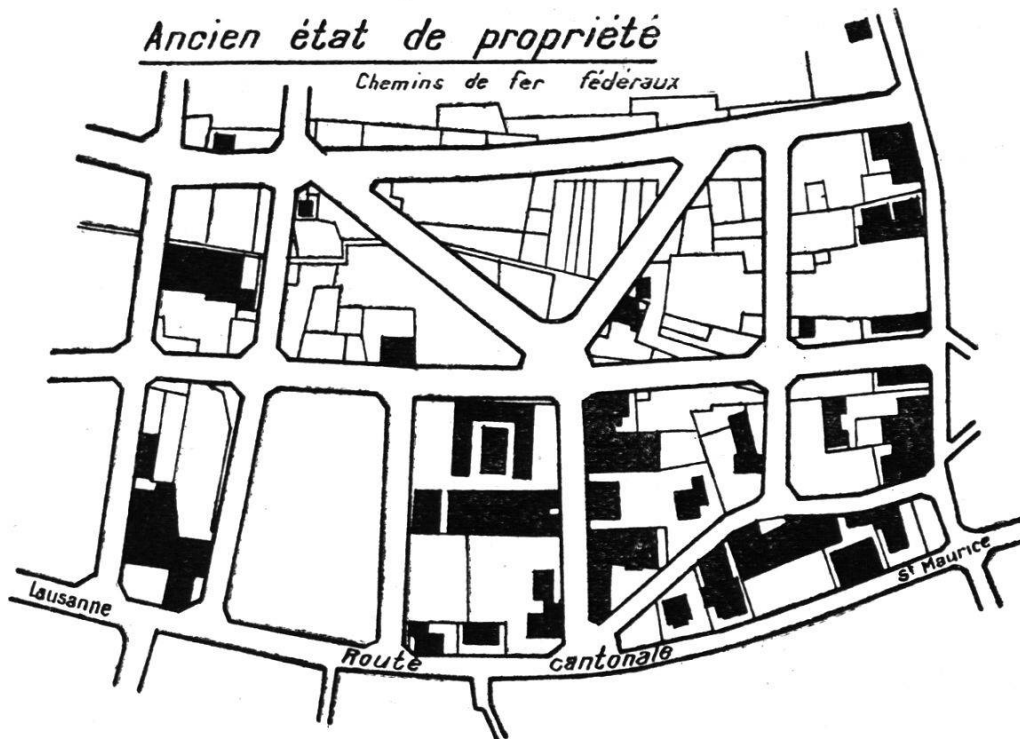 Ancien état de propriété
Chemins de fer fédéraux
Lausanne
Route cantonale
St Maurice